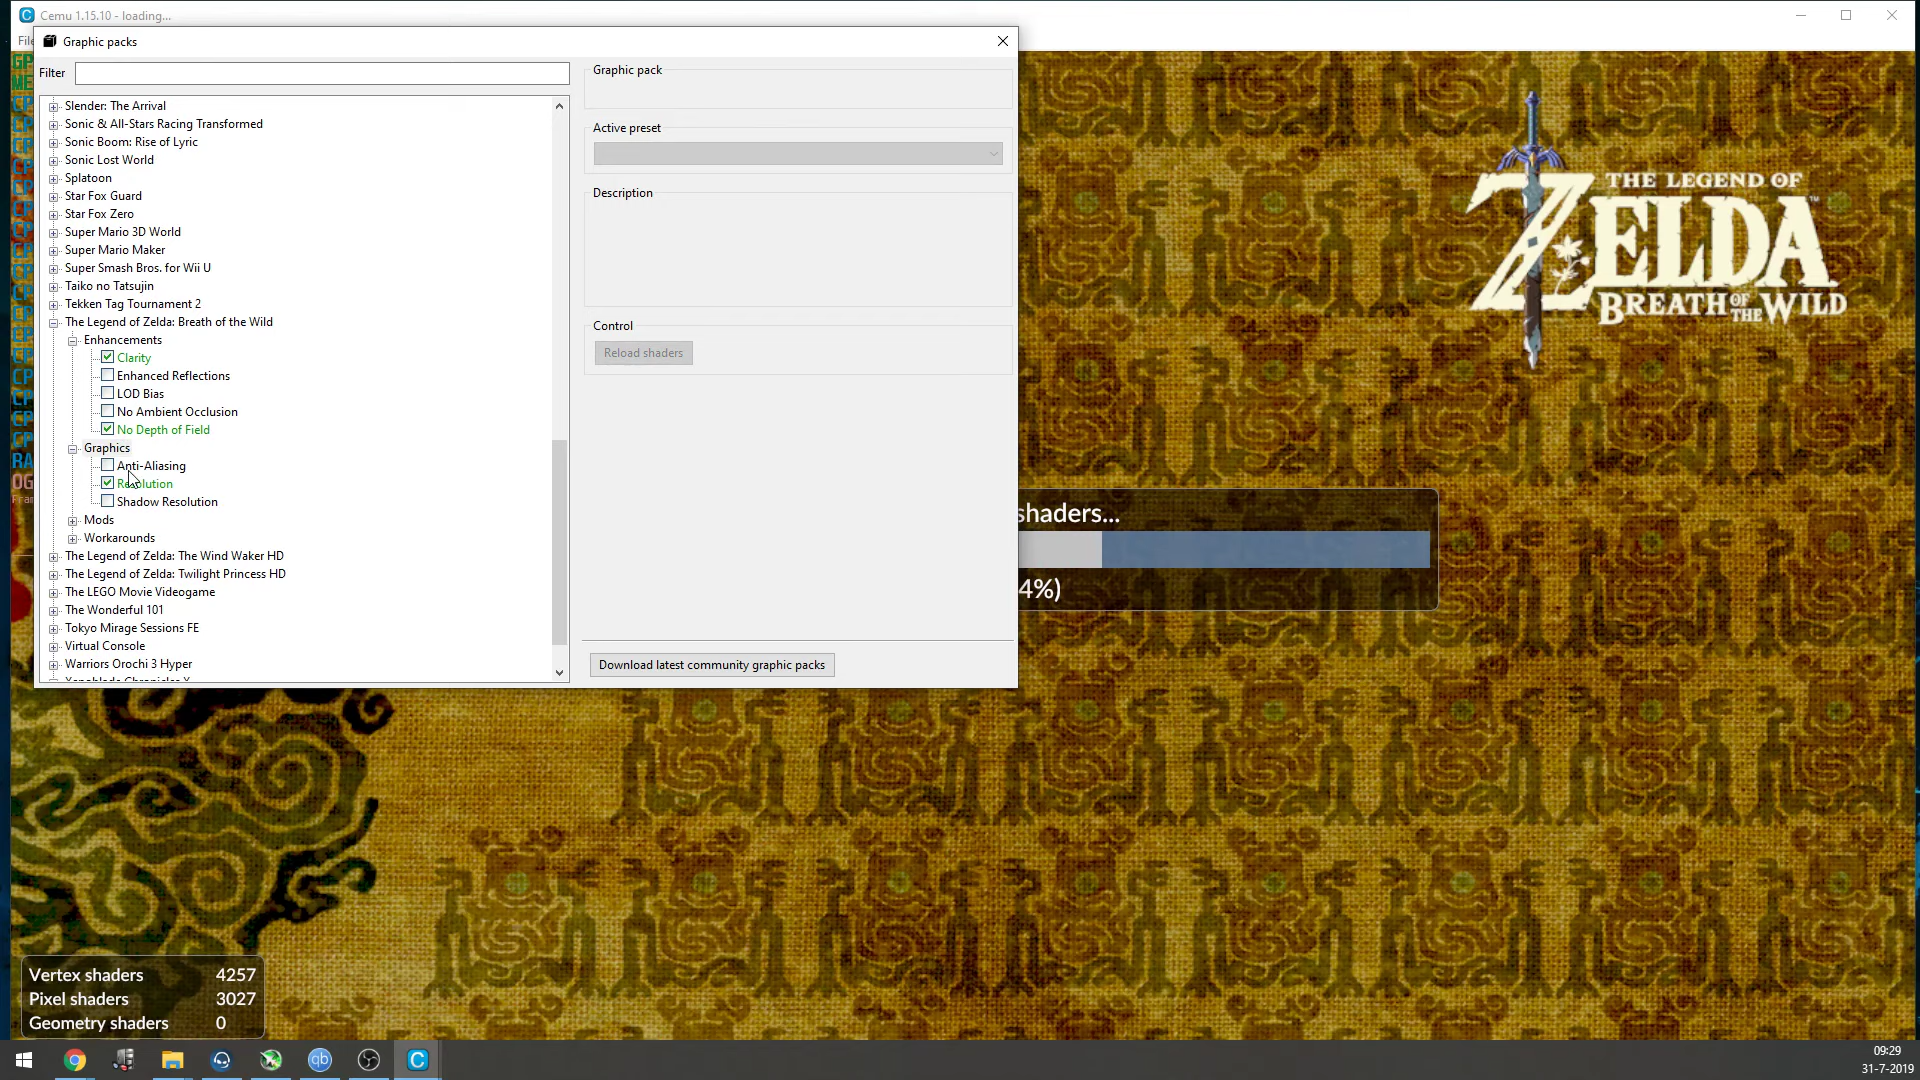 Cemu 1.15.10 - loading...
File
Graphic packs
Filter
Slender: The Arrival
Sonic & All-Stars Racing Transformed
Sonic Boom: Rise of Lyric
Sonic Lost World
Splatoon
Star Fox Guard
Star Fox Zero
Super Mario 3D World
Super Mario Maker
Super Smash Bros. for Wii U
Taiko no Tatsujin
Tekken Tag Tournament 2
The Legend of Zelda: Breath of the Wild
Enhancements
Clarity
Enhanced Reflections
LOD Bias
No Ambient Occlusion
No Depth of Field
Graphics
Anti-Aliasing
Resolution
Shadow Resolution
Mods
Workarounds
The Legend of Zelda: The Wind Waker HD
The Legend of Zelda: Twilight Princess HD
The LEGO Movie Videogame
The Wonderful 101
Tokyo Mirage Sessions FE
Virtual Console
Warriors Orochi 3 Hyper
Xenoblade Chronicles X
Graphic pack
Active preset
Description
Control
Reload shaders
Download latest community graphic packs
THE LEGEND OF
ZELDA
BREATH OF THE WILD
shaders...
4%)
Vertex shaders 4257
Pixel shaders 3027
Geometry shaders 0
09:29
31-7-2019